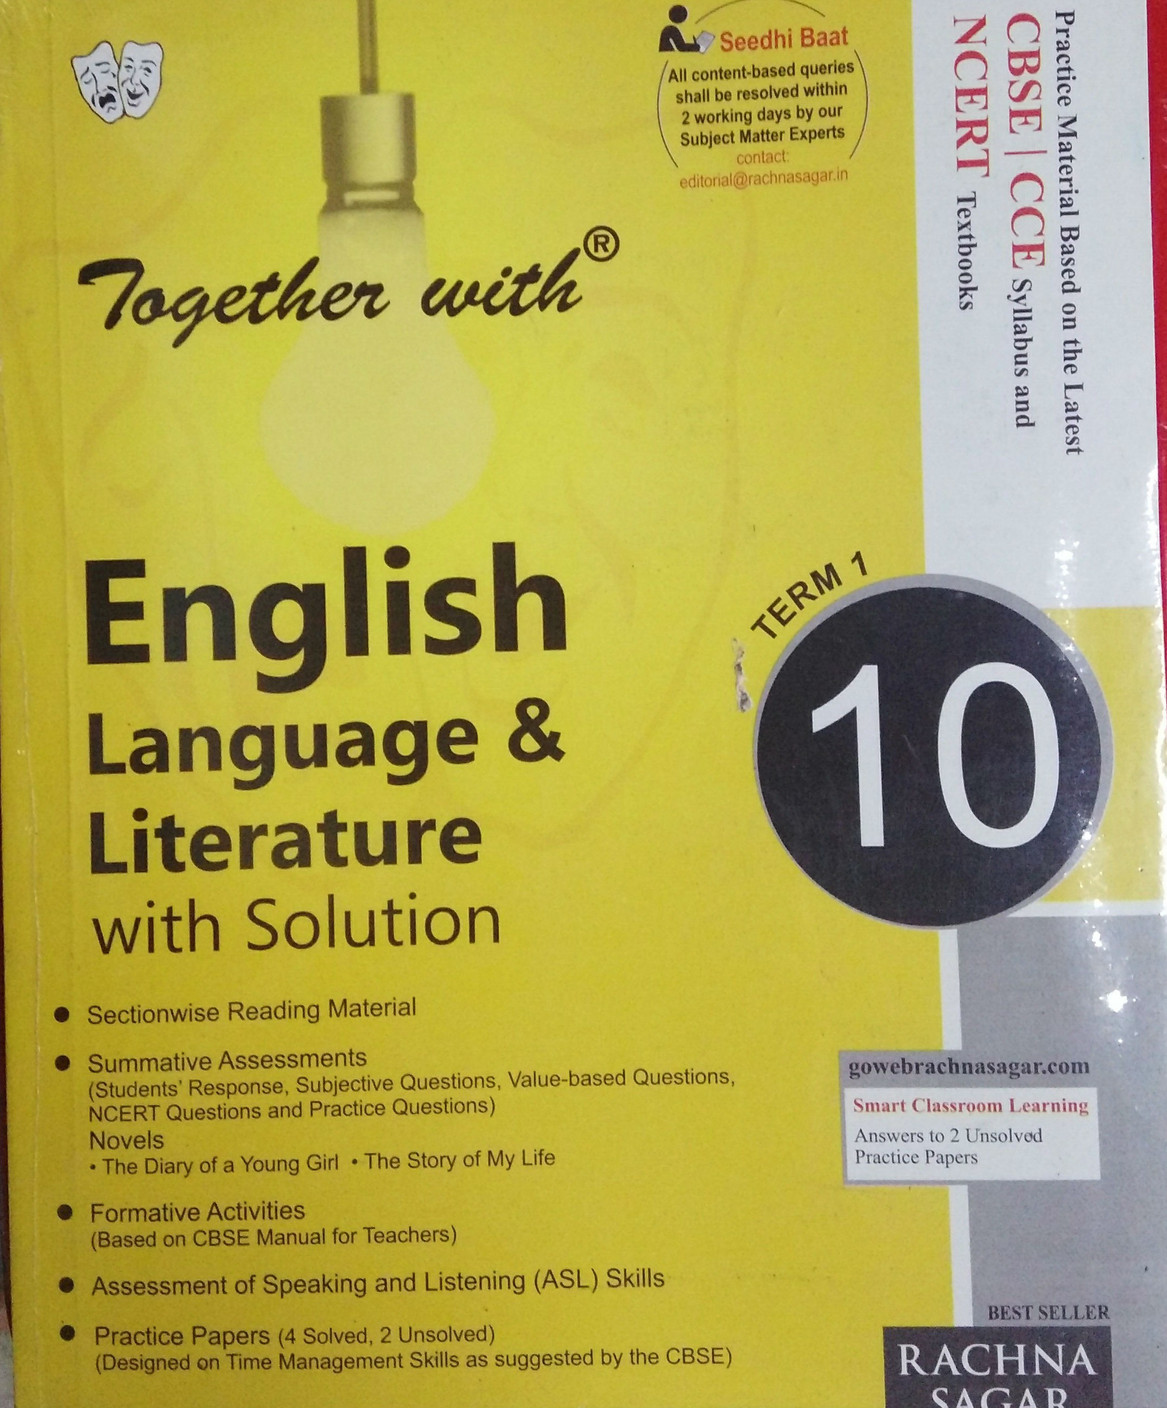 Seedhi Baat
All content-based queries
shall be resolved within
2 working days by our
Subject Matter Experts
contact:
editorial@rachnasagar.in
Practice Material Based on the Latest
CBSE | CCE Syllabus and
NCERT Textbooks
Together with®
English
Language &
Literature
with Solution
TERM 1
10
• Sectionwise Reading Material
• Summative Assessments
(Students' Response, Subjective Questions, Value-based Questions,
NCERT Questions and Practice Questions)
Novels
• The Diary of a Young Girl • The Story of My Life
• Formative Activities
(Based on CBSE Manual for Teachers)
• Assessment of Speaking and Listening (ASL) Skills
• Practice Papers (4 Solved, 2 Unsolved)
(Designed on Time Management Skills as suggested by the CBSE)
gowebrachnasagar.com
Smart Classroom Learning
Answers to 2 Unsolved
Practice Papers
BEST SELLER
RACHNA
SAGAR